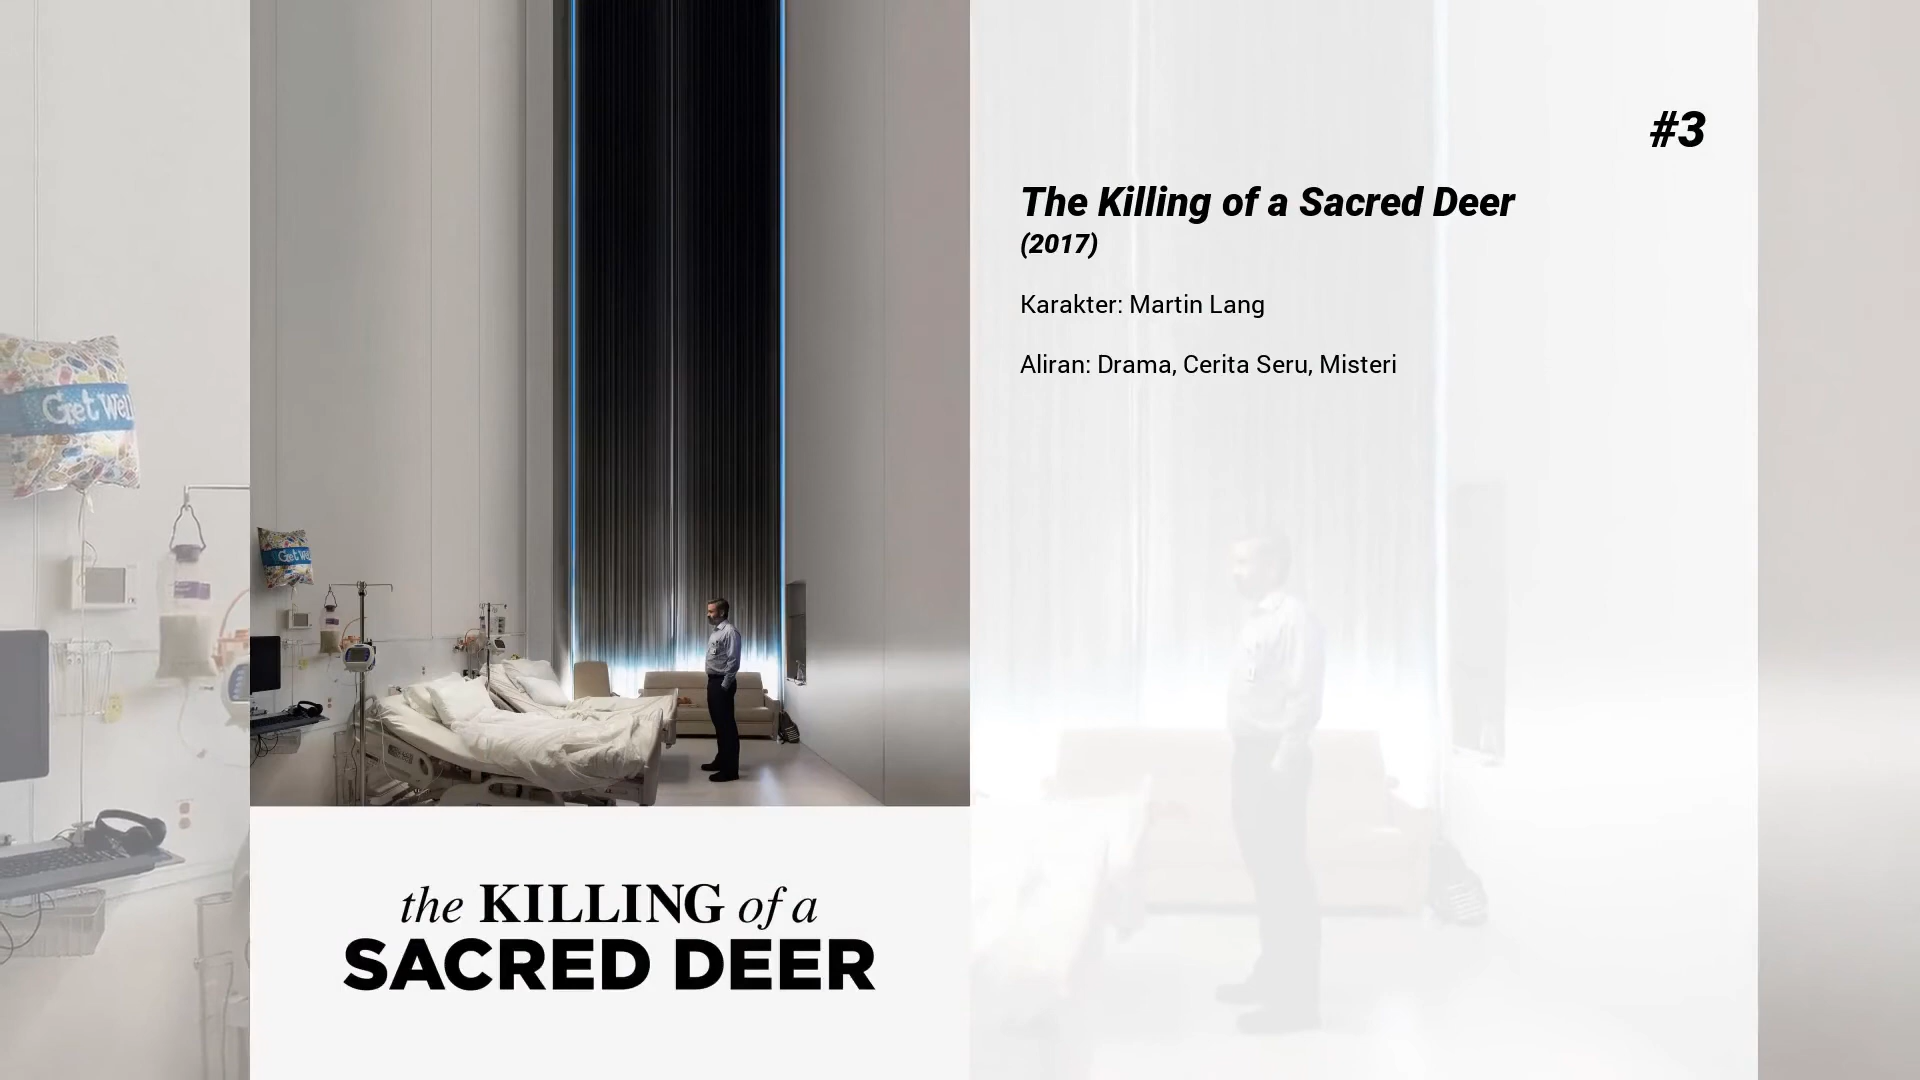 #3
The Killing of a Sacred Deer
(2017)
Karakter: Martin Lang
Aliran: Drama, Cerita Seru, Misteri
Get Well
Get We
the KILLING of a
SACRED DEER